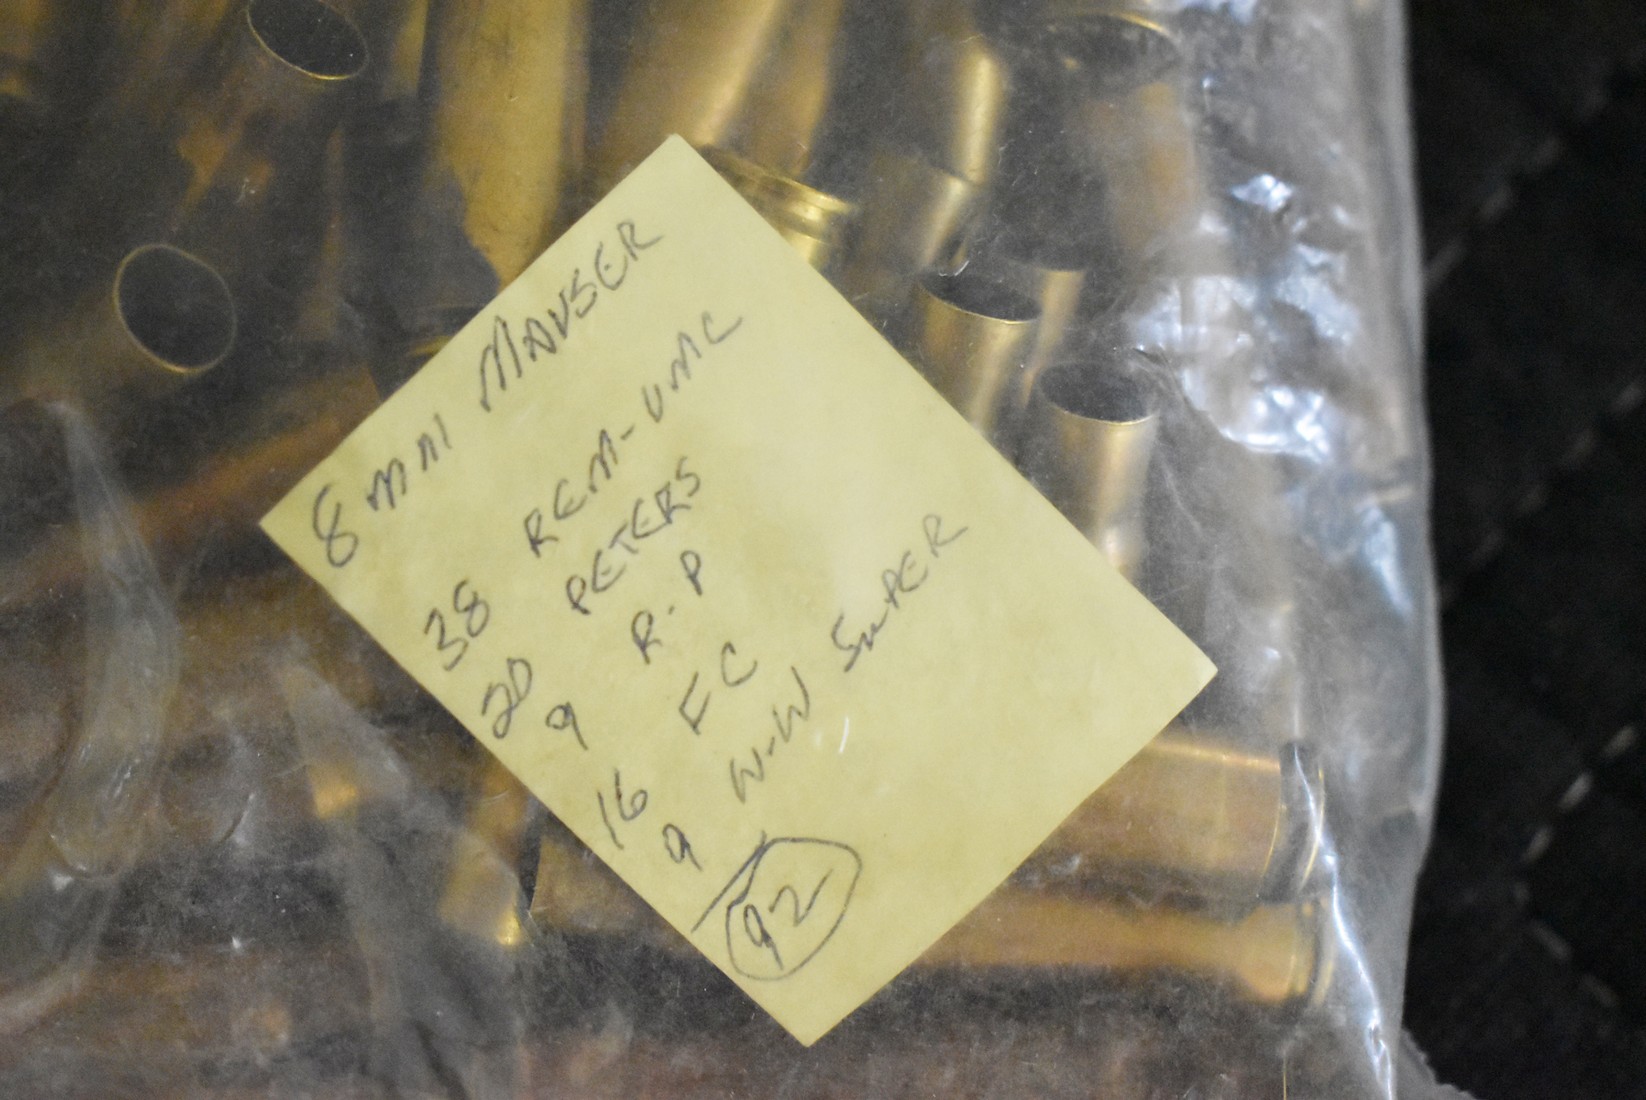 8mm MAUSER
38 REM-UMC
20 PETERS
9 R-P
16 FC
9 W-W SUPER
92